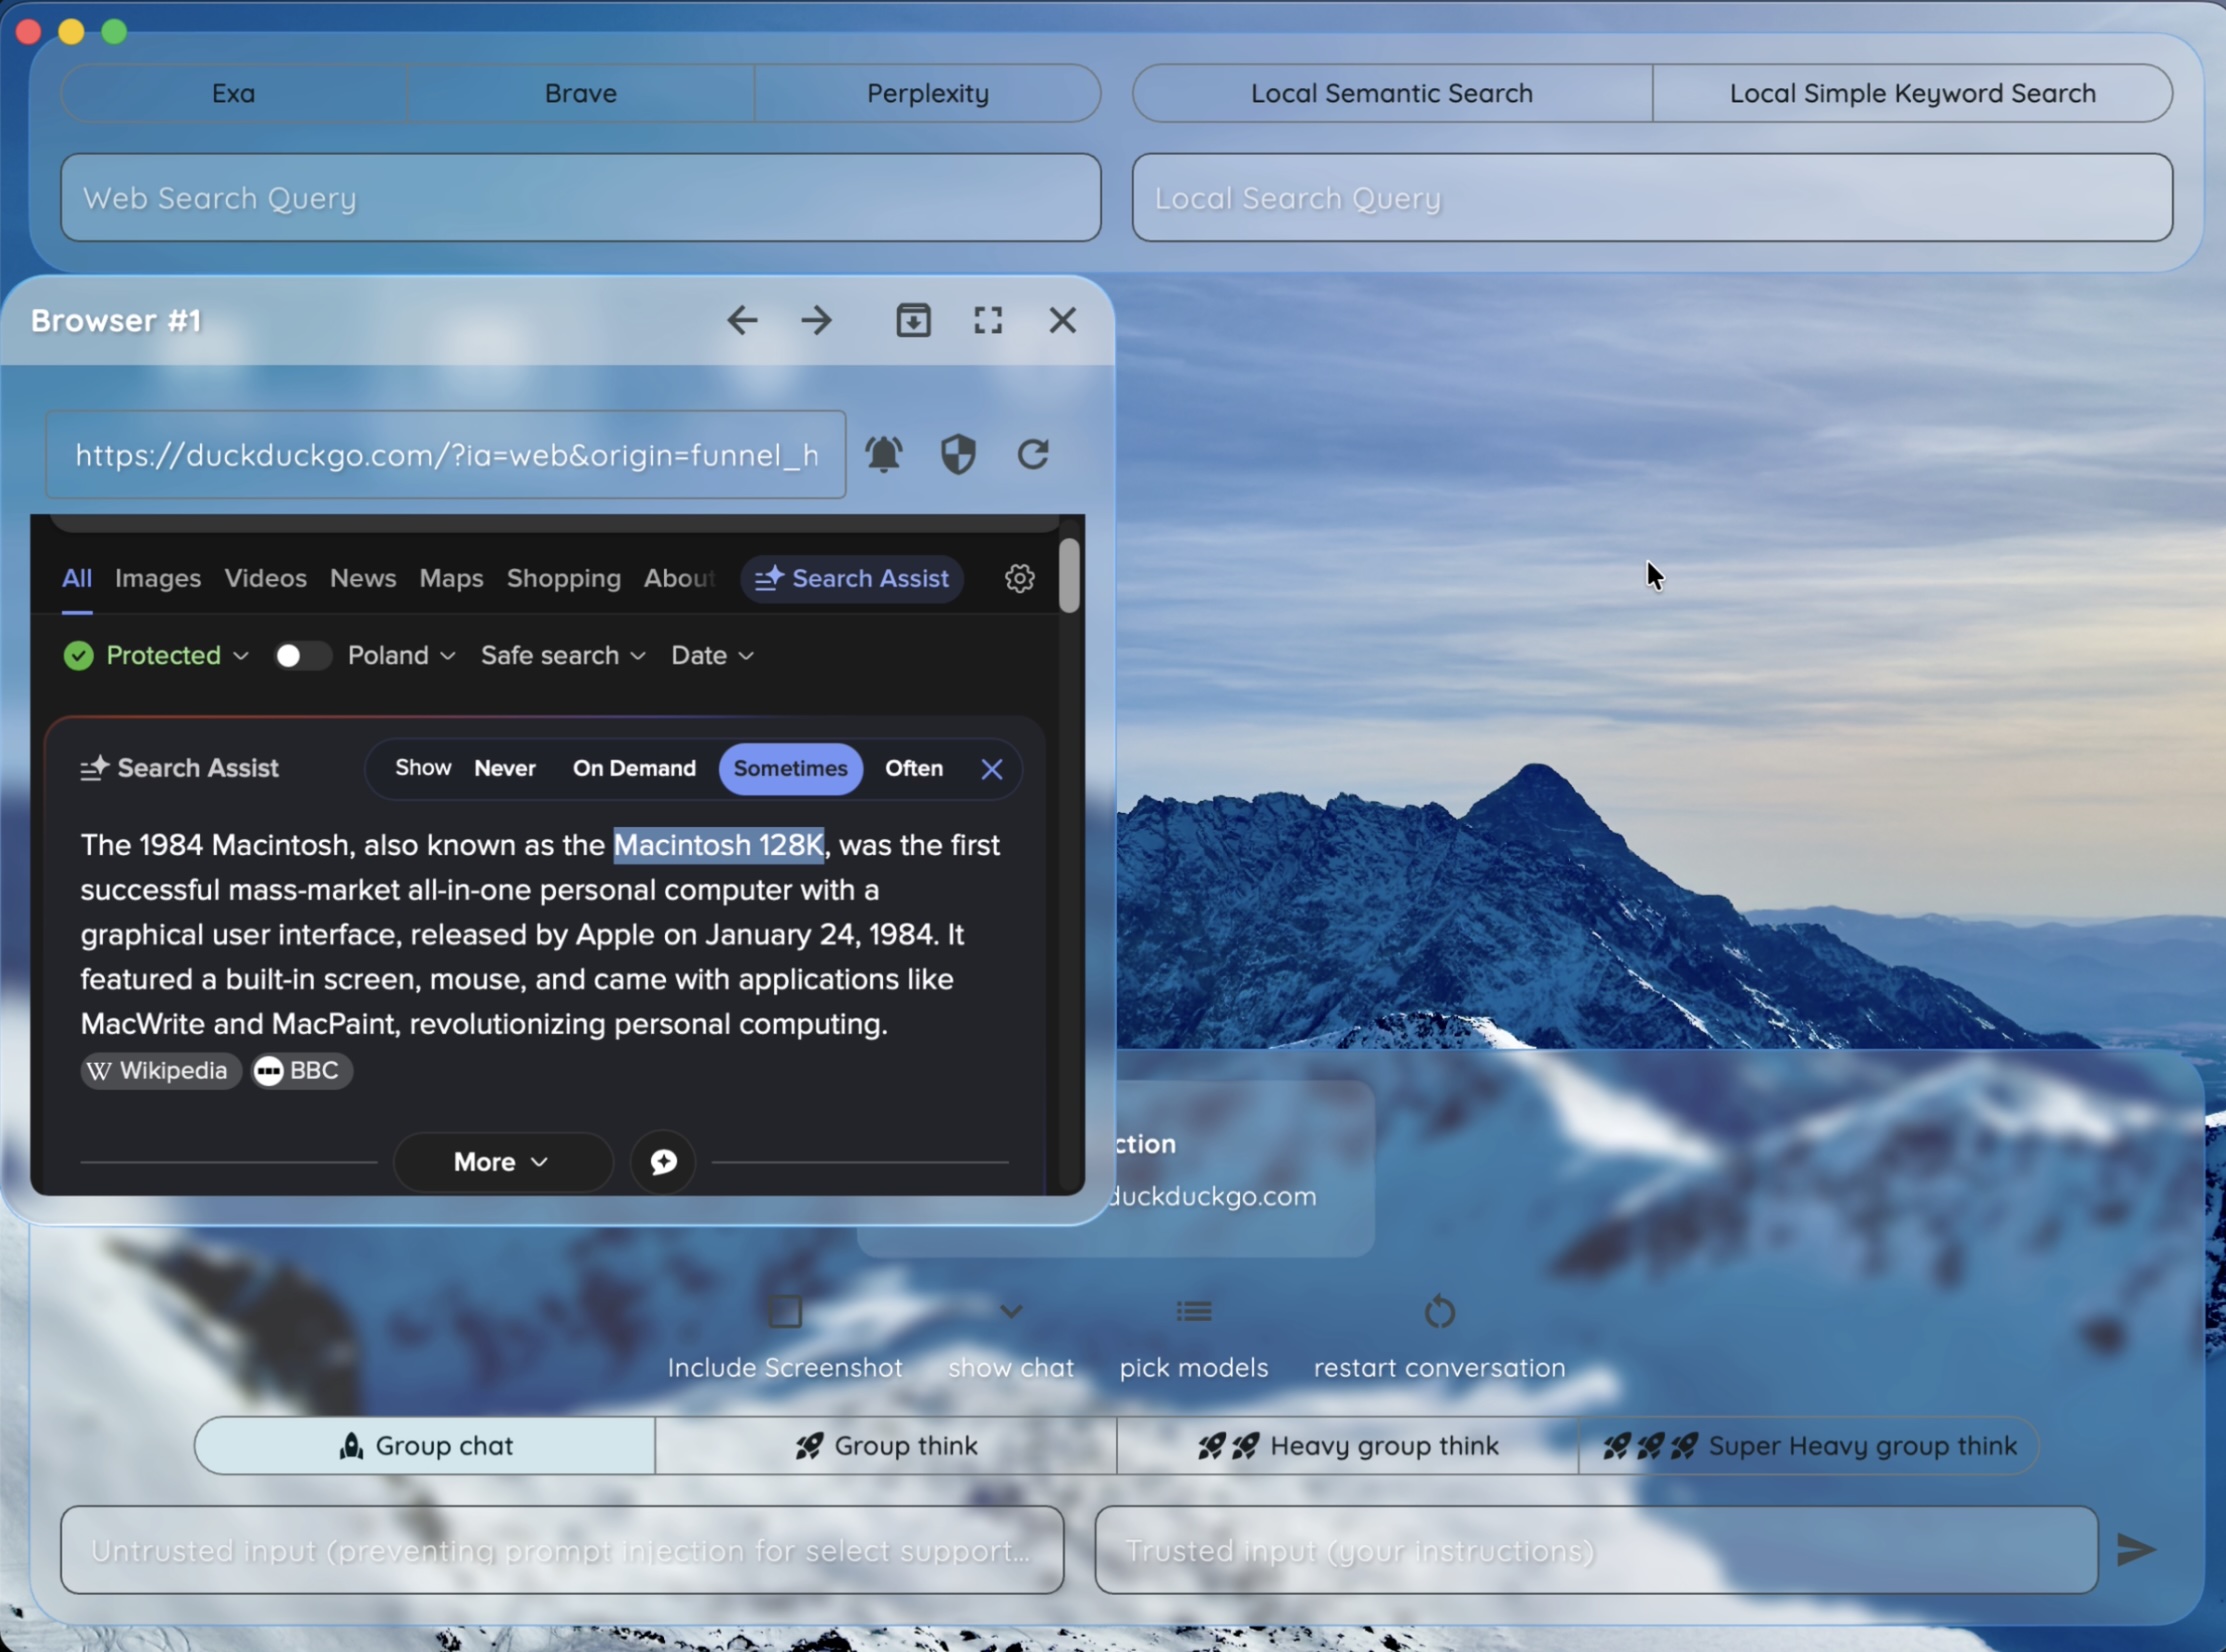 Exa Brave Perplexity Local Semantic Search Local Simple Keyword Search
Web Search Query Local Search Query
Browser #1
https://duckduckgo.com/?ia=web&origin=funnel_h
All Images Videos News Maps Shopping About Search Assist
Protected Poland Safe search Date
Search Assist Show Never On Demand Sometimes Often
The 1984 Macintosh, also known as the Macintosh 128K, was the first
successful mass-market all-in-one personal computer with a
graphical user interface, released by Apple on January 24, 1984. It
featured a built-in screen, mouse, and came with applications like
MacWrite and MacPaint, revolutionizing personal computing.
W Wikipedia BBC
More
ction
duckduckgo.com
Include Screenshot show chat pick models restart conversation
Group chat Group think Heavy group think Super Heavy group think
Untrusted input (preventing prompt injection for select support... Trusted input (your instructions)